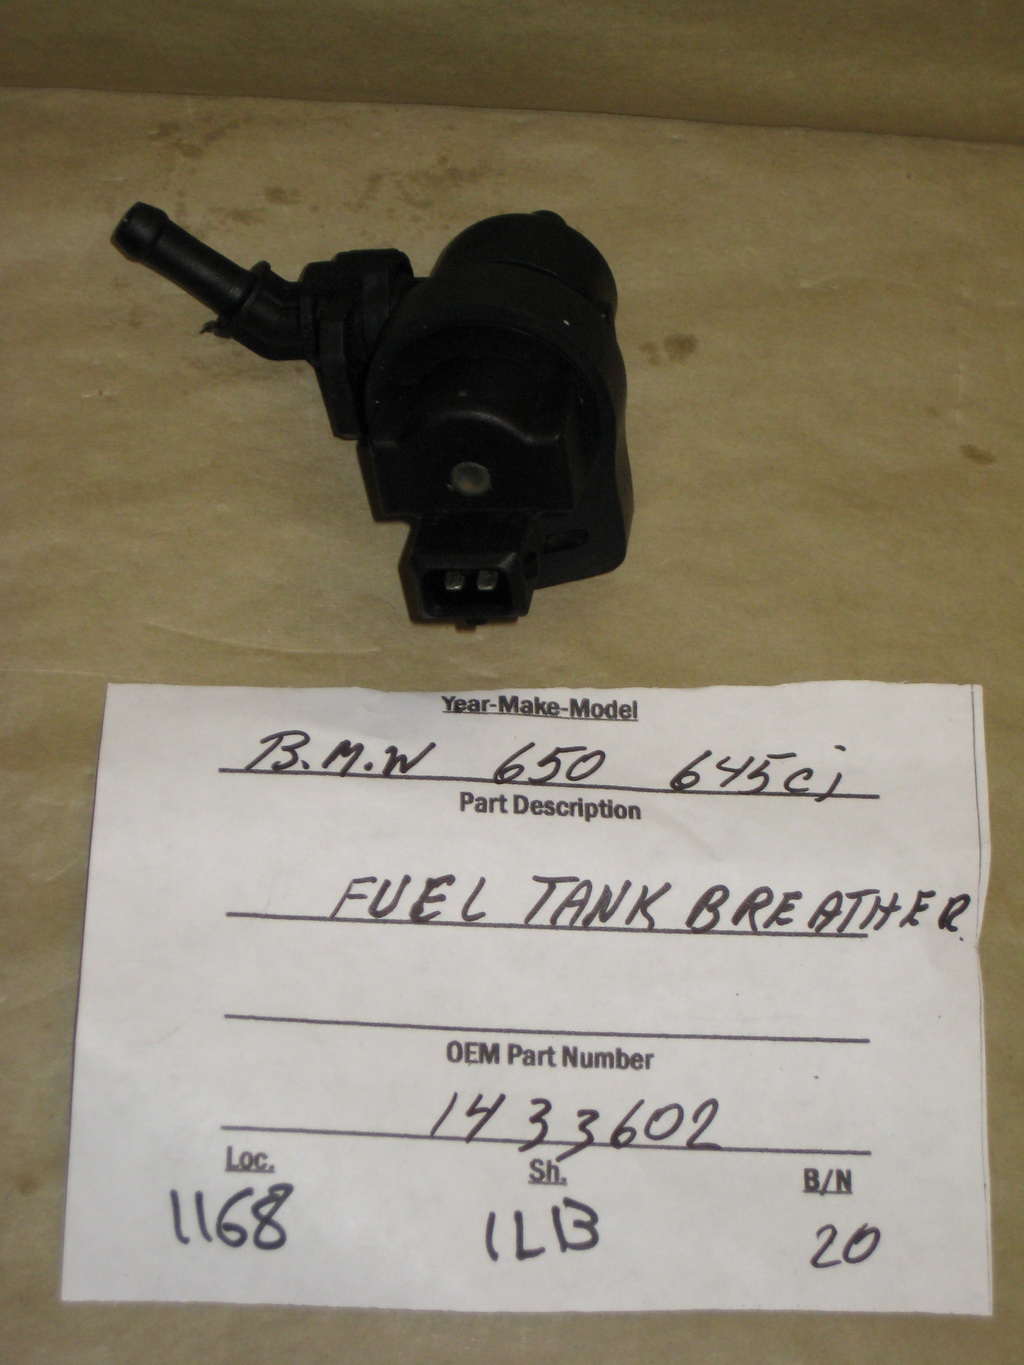 Year-Make-Model
B.M.W 650 645ci
Part Description
FUEL TANK BREATHER.
OEM Part Number
1433602
Loc. Sh. B/N
1168 1LB 20